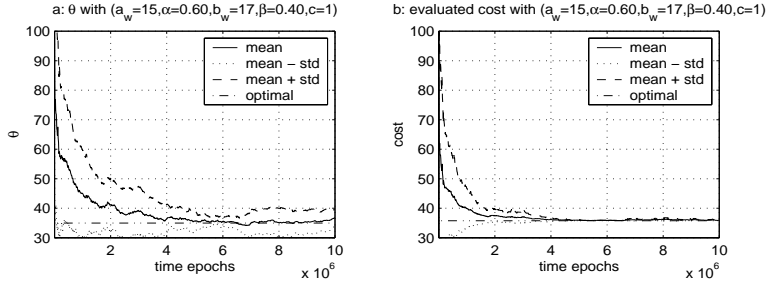 a: θ with (a_w=15,α=0.60,b_w=17,β=0.40,c=1)
100
90
80
70
60
50
40
30
θ
mean
mean − std
mean + std
optimal
2
4
6
8
10
time epochs
x 10^6
b: evaluated cost with (a_w=15,α=0.60,b_w=17,β=0.40,c=1)
100
90
80
70
60
50
40
30
cost
mean
mean − std
mean + std
optimal
0
2
4
6
8
10
time epochs
x 10^6